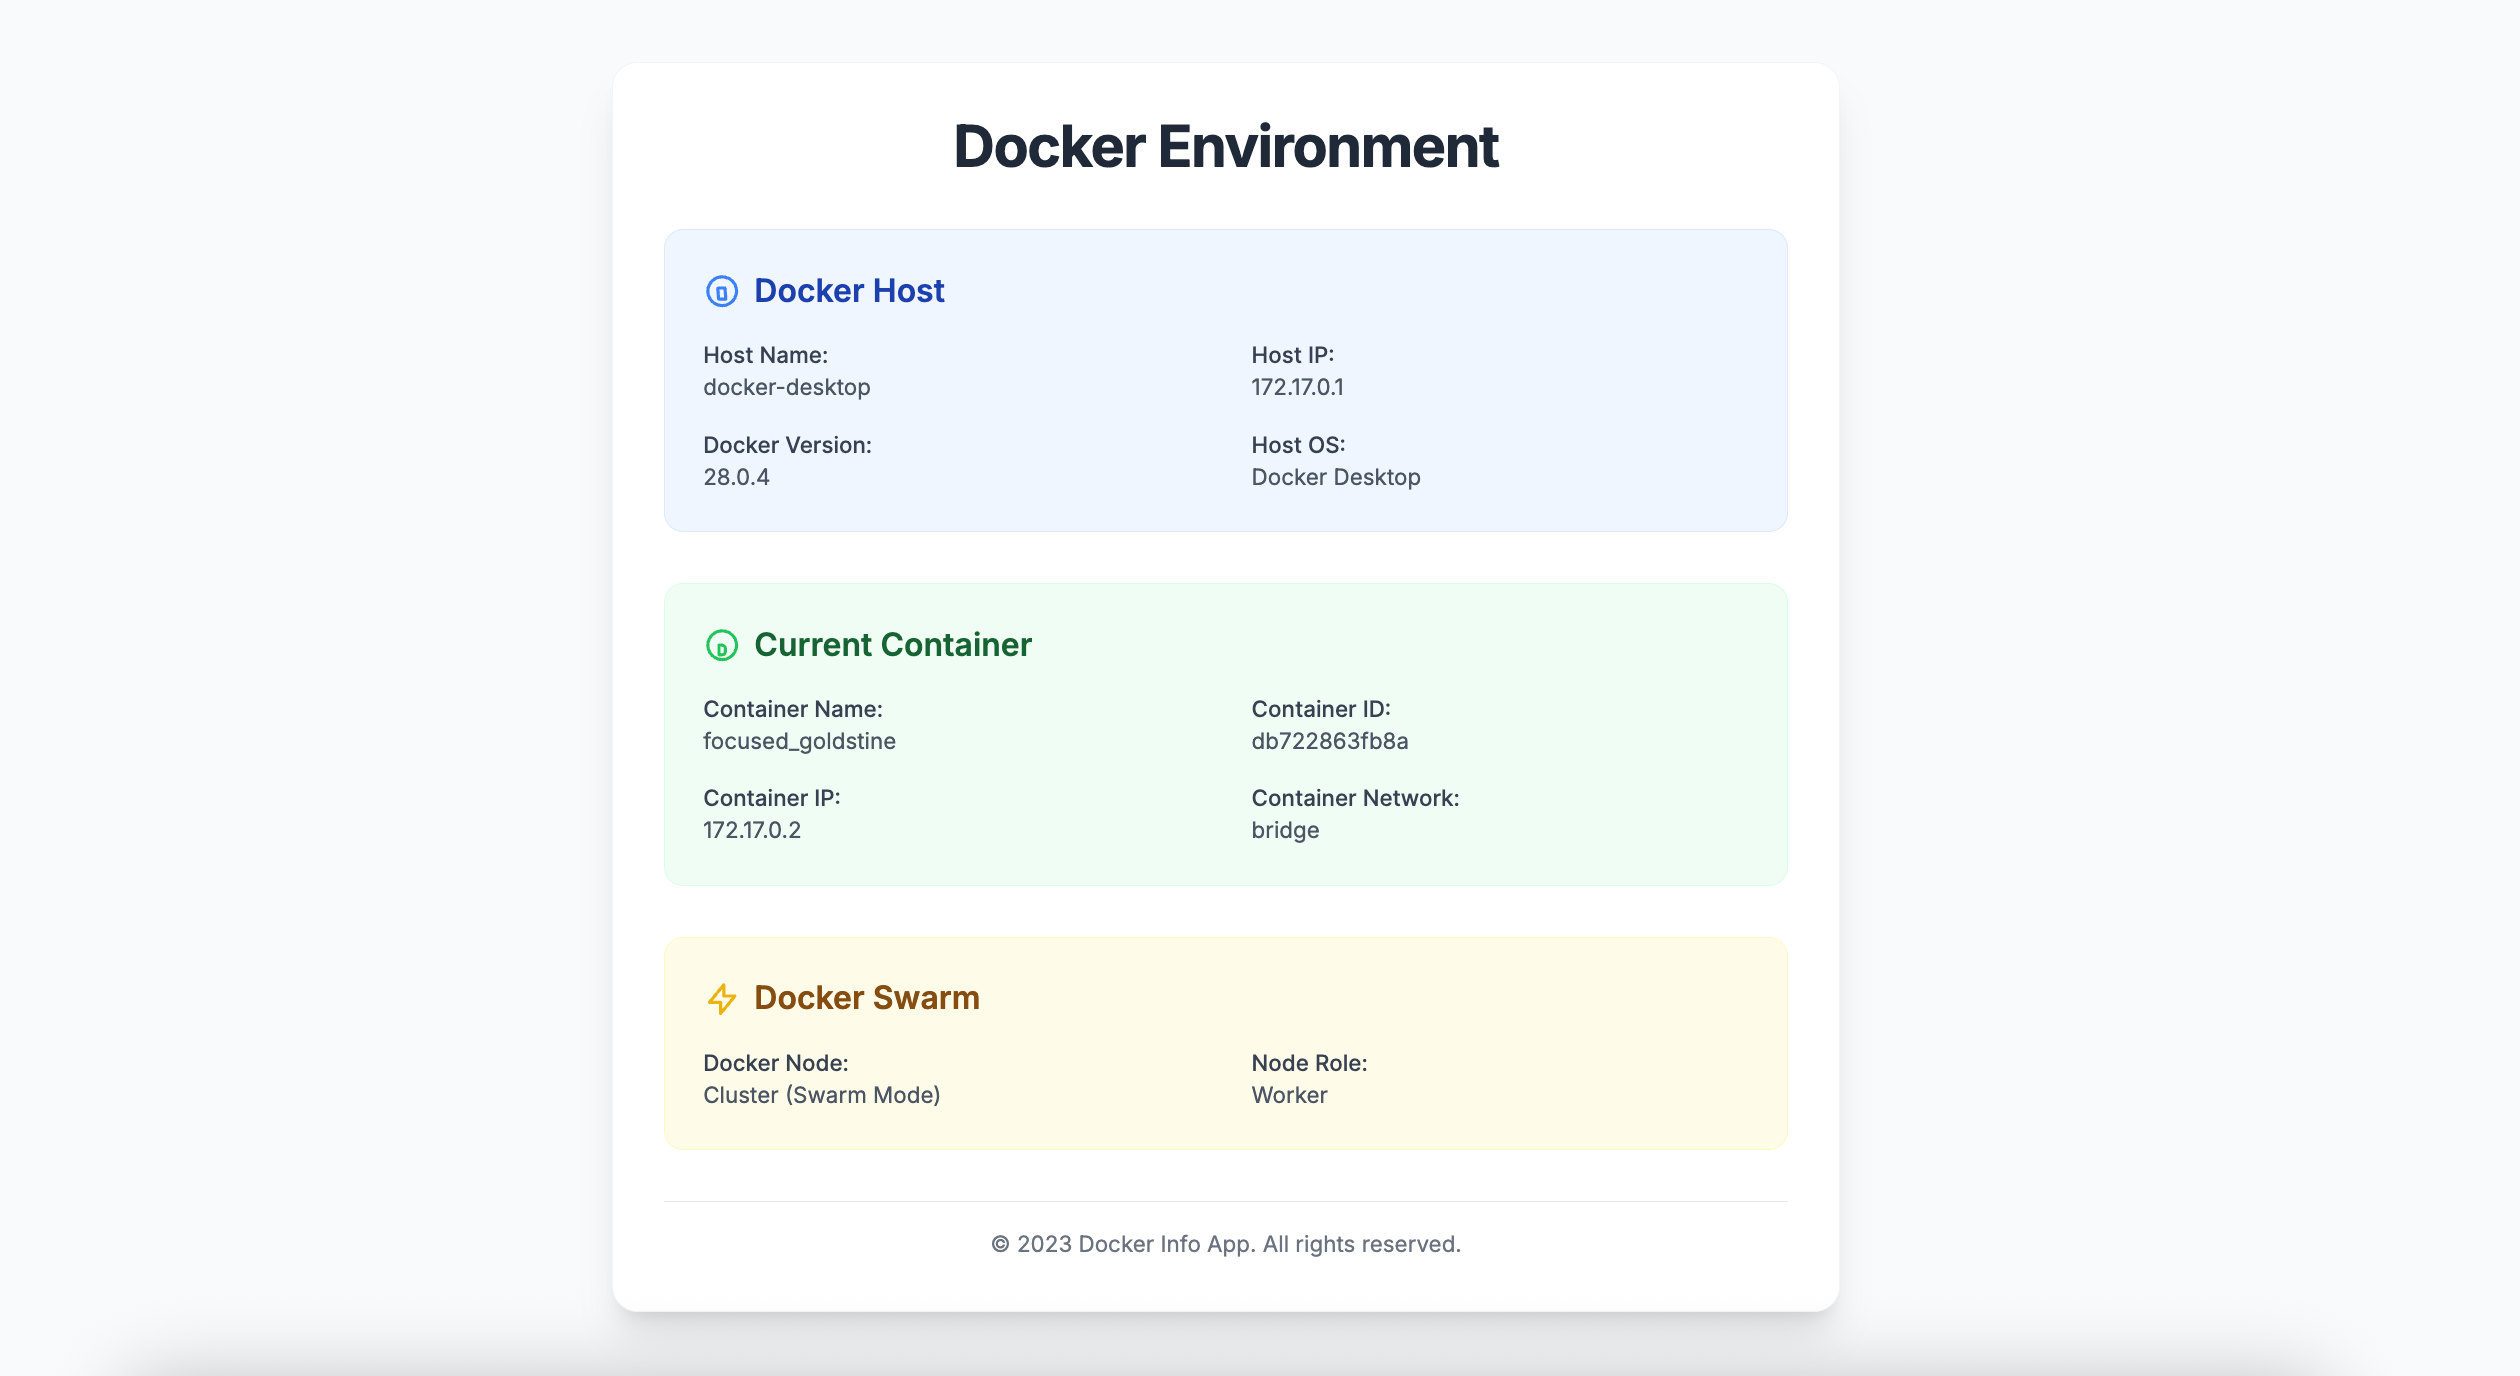 Docker Environment
Docker Host
Host Name:
docker-desktop
Host IP:
172.17.0.1
Docker Version:
28.0.4
Host OS:
Docker Desktop
Current Container
Container Name:
focused_goldstine
Container ID:
db722863fb8a
Container IP:
172.17.0.2
Container Network:
bridge
Docker Swarm
Docker Node:
Cluster (Swarm Mode)
Node Role:
Worker
© 2023 Docker Info App. All rights reserved.